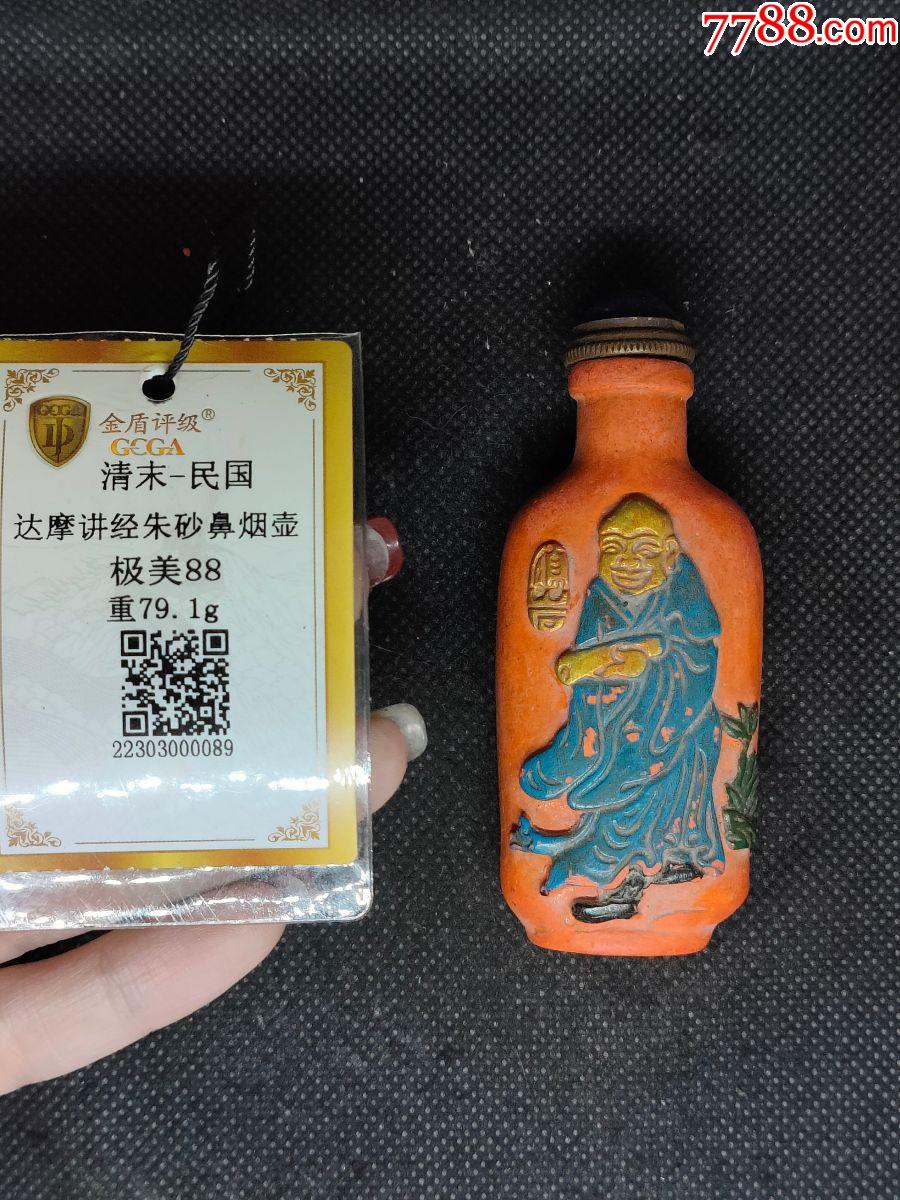 7788.com
GCGA
金盾评级®
GCGA
清末-民国
达摩讲经朱砂鼻烟壶
极美88
重79.1g
22303000089